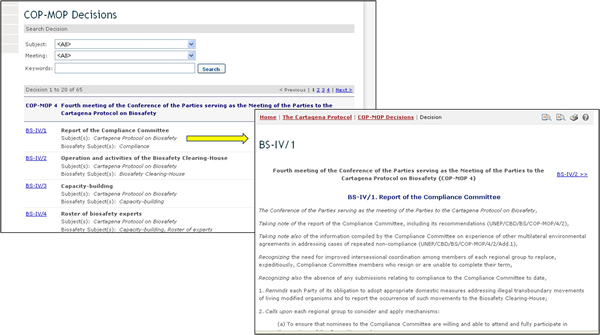 COP-MOP Decisions
Search Decision
Subject: <All>
Meeting: <All>
Keywords: Search
Decision 1 to 20 of 65 < Previous | 1 2 3 4 | Next >
COP-MOP 4 Fourth meeting of the Conference of the Parties serving as the Meeting of the Parties to the
Cartagena Protocol on Biosafety
BS-IV/1 Report of the Compliance Committee
Subject(s): Cartagena Protocol on Biosafety
Biosafety Subject(s): Compliance
BS-IV/2 Operation and activities of the Biosafety Clearing-House
Subject(s): Cartagena Protocol on Biosafety
Biosafety Subject(s): Biosafety Clearing-House
BS-IV/3 Capacity-building
Subject(s): Cartagena Protocol on Biosafety
Biosafety Subject(s): Capacity-building
BS-IV/4 Roster of biosafety experts
Subject(s): Cartagena Protocol on Biosafety
Biosafety Subject(s): Capacity-building, Roster of experts
Home | The Cartagena Protocol | COP-MOP Decisions | Decision
BS-IV/1
Fourth meeting of the Conference of the Parties serving as the Meeting of the Parties to the
Cartagena Protocol on Biosafety (COP-MOP 4)
BS-IV/2 >>
BS-IV/1. Report of the Compliance Committee
The Conference of the Parties serving as the meeting of the Parties to the Cartagena Protocol on Biosafety,
Taking note of the report of the Compliance Committee, including its recommendations (UNEP/CBD/BS/COP-MOP/4/2),
Taking note also of the information compiled by the Compliance Committee on experience of other multilateral environmental
agreements in addressing cases of repeated non-compliance (UNEP/CBD/BS/COP-MOP/4/2/Add.1),
Recognizing the need for improved intersessional coordination among members of each regional group to replace,
expeditiously, Compliance Committee members who resign or are unable to complete their term,
Recognizing also the absence of any submissions relating to compliance to the Compliance Committee to date,
1. Reminds each Party of its obligation to adopt appropriate domestic measures addressing illegal transboundary movements
of living modified organisms and to report the occurrence of such movements to the Biosafety Clearing-House;
2. Calls upon each regional group to consider and apply mechanisms:
(a) To ensure that nominees to the Compliance Committee are willing and able to attend and fully participate in